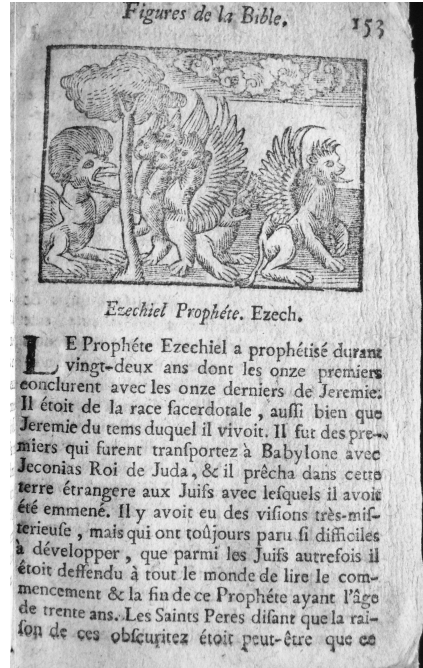 Figures de la Bible.
153
Ezechiel Prophéte. Ezech.
LE Prophéte Ezechiel a prophétisé durant
vingt-deux ans dont les onze premiers
conclurent avec les onze derniers de Jeremie.
Il étoit de la race ſacerdotale , auſſi bien que
Jeremie du tems duquel il vivoit. Il fut des pre-
miers qui furent tranſportez à Babylone avec
Jeconias Roi de Juda, & il prêcha dans cette
terre étrangere aux Juifs avec leſquels il avoit
été emmené. Il y avoit eu des viſions très-miſ-
terieuſe , mais qui ont toûjours paru ſi difficiles
à développer , que parmi les Juifs autrefois il
étoit deffendu à tout le monde de lire le com-
mencement & la fin de ce Prophéte ayant l'âge
de trente ans. Les Saints Peres diſant que la rai-
ſon de ces obſcuritez étoit peut-être que ce